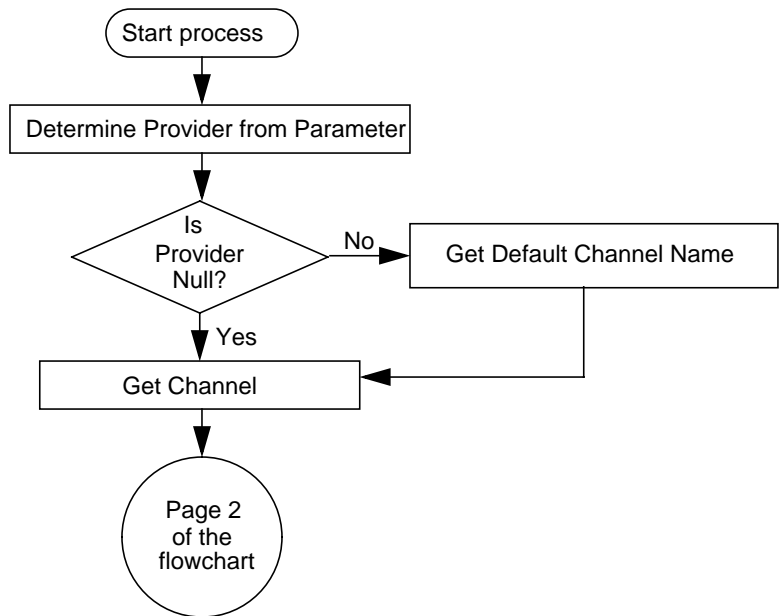 Start process
Determine Provider from Parameter
Is
Provider
Null?
No
Get Default Channel Name
Yes
Get Channel
Page 2
of the
flowchart